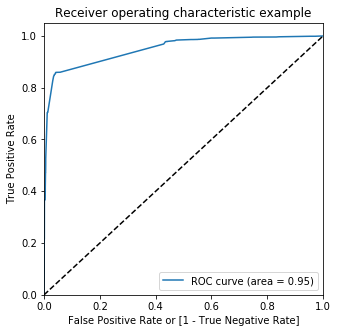 Receiver operating characteristic example
True Positive Rate
1.0
0.8
0.6
0.4
0.2
0.0
ROC curve (area = 0.95)
0.0 0.2 0.4 0.6 0.8 1.0
False Positive Rate or [1 - True Negative Rate]